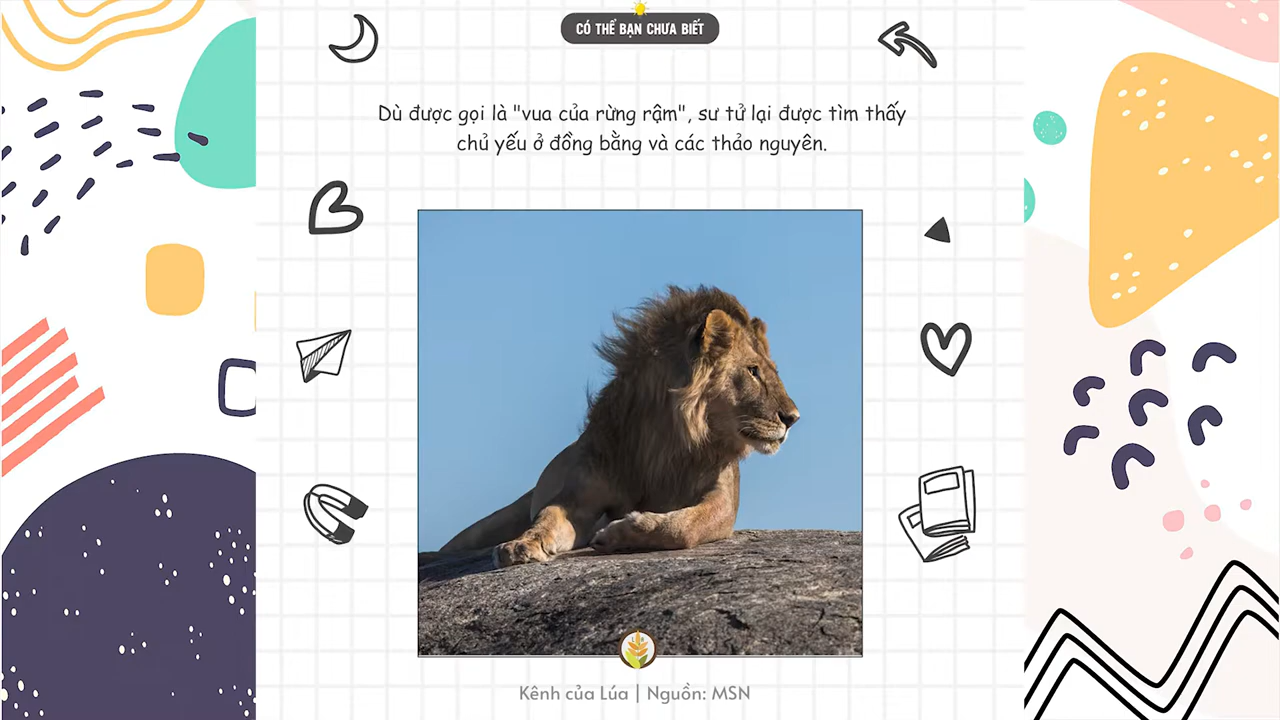 CÓ THỂ BẠN CHƯA BIẾT
Dù được gọi là "vua của rừng rậm", sư tử lại được tìm thấy
chủ yếu ở đồng bằng và các thảo nguyên.
Kênh của Lúa | Nguồn: MSN